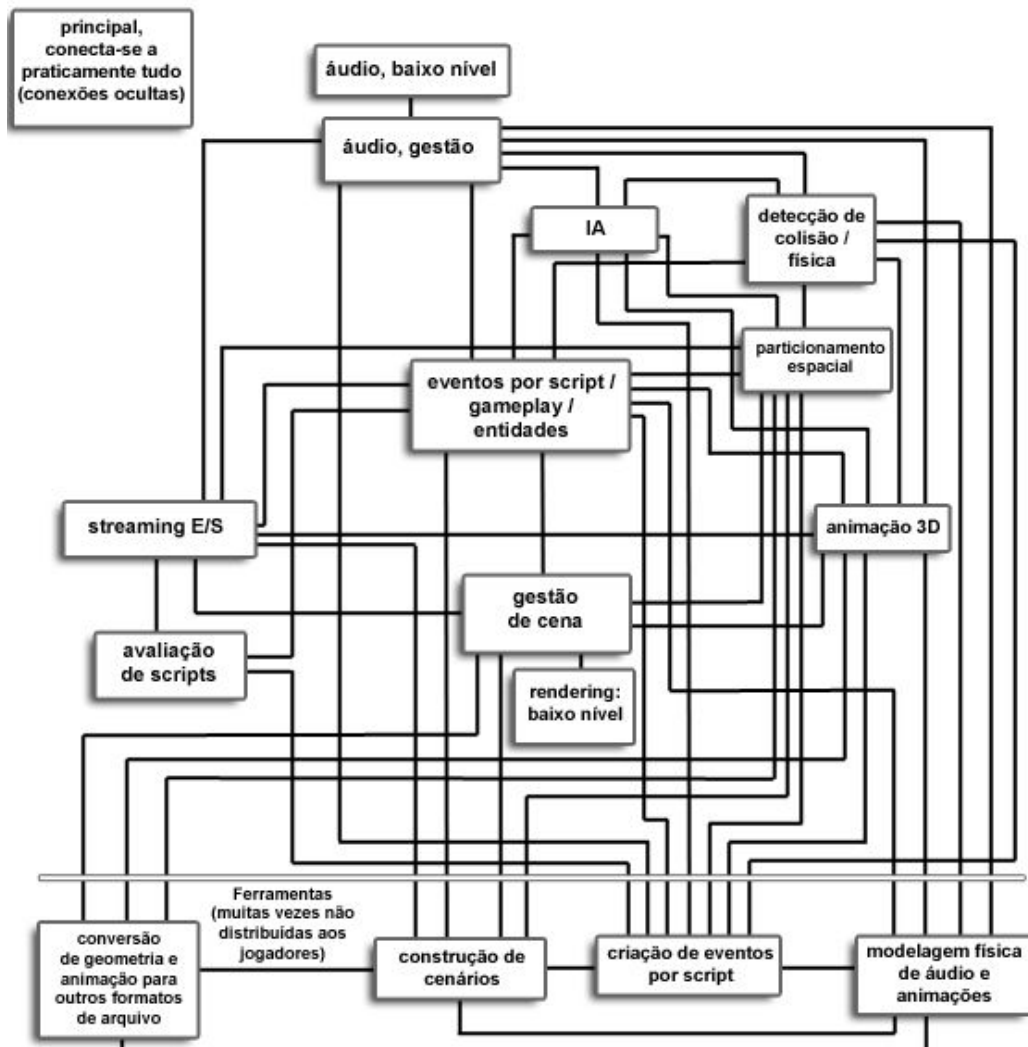 principal,
conecta-se a
praticamente tudo
(conexões ocultas)
áudio, baixo nível
áudio, gestão
IA
detecção de
colisão /
física
particionamento
espacial
eventos por script /
gameplay /
entidades
streaming E/S
animação 3D
gestão
de cena
avaliação
de scripts
rendering:
baixo nível
Ferramentas
(muitas vezes não
distribuídas aos
jogadores)
conversão
de geometria e
animação para
outros formatos
de arquivo
construção de
cenários
criação de eventos
por script
modelagem física
de áudio e
animações